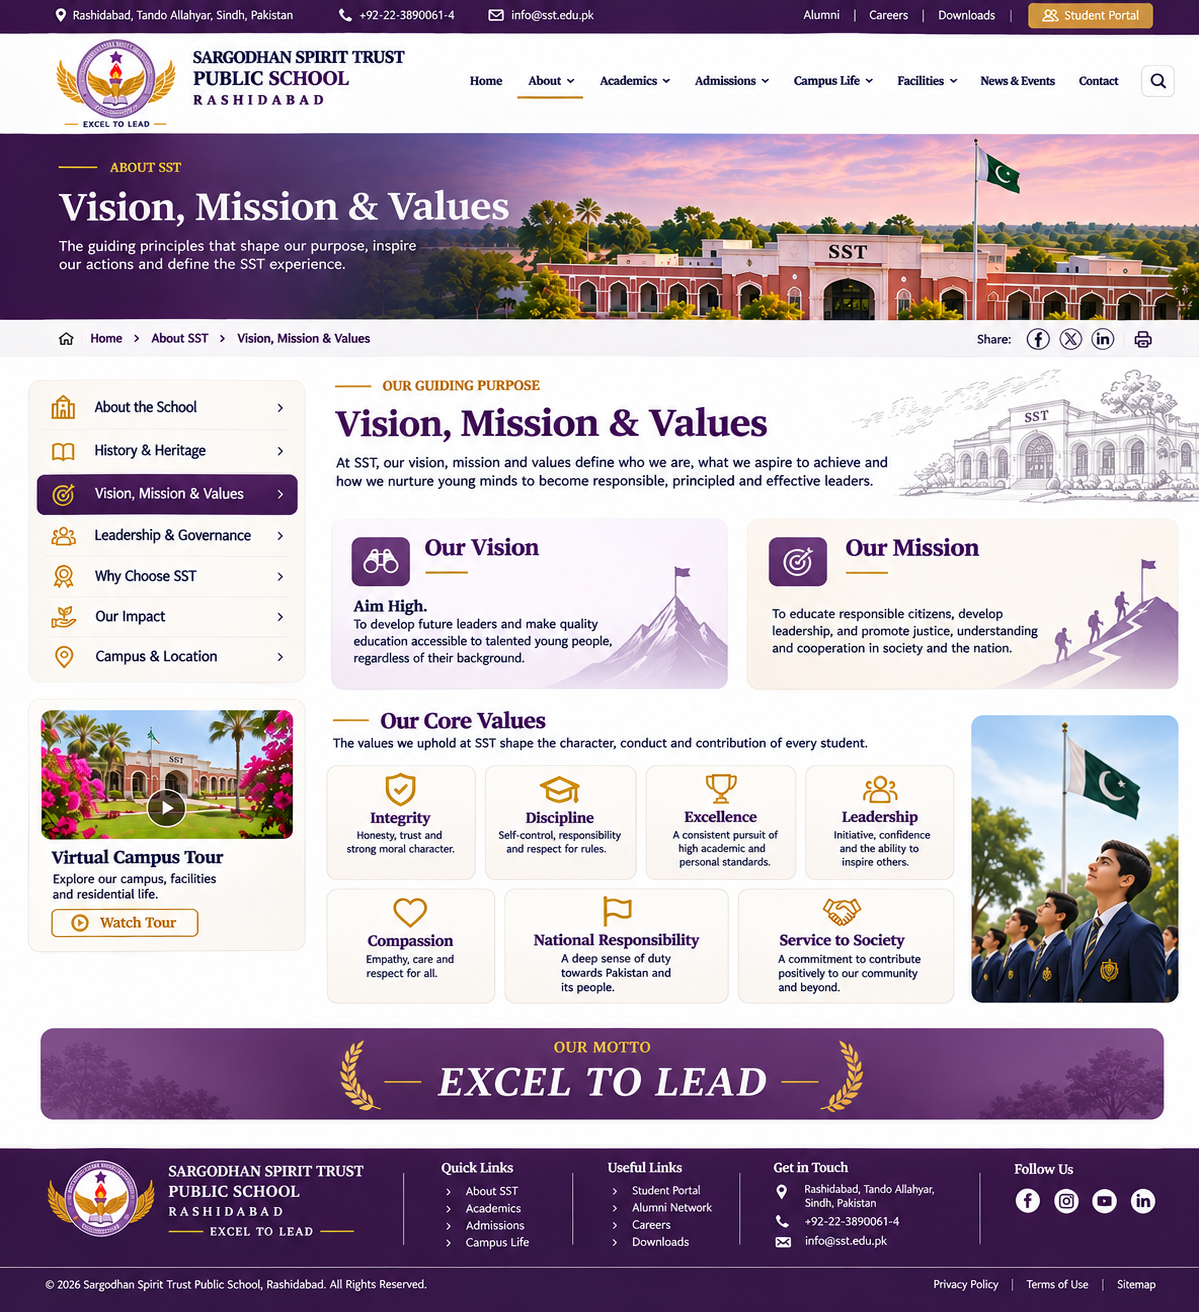 Rashidabad, Tando Allahyar, Sindh, Pakistan
+92-22-3890061-4
info@sst.edu.pk
Alumni | Careers | Downloads | Student Portal
EXCEL TO LEAD
SARGODHAN SPIRIT TRUST
PUBLIC SCHOOL
RASHIDABAD
Home
About
Academics
Admissions
Campus Life
Facilities
News & Events
Contact
ABOUT SST
Vision, Mission & Values
The guiding principles that shape our purpose, inspire
our actions and define the SST experience.
SST
Home > About SST > Vision, Mission & Values
Share:
About the School
History & Heritage
Vision, Mission & Values
Leadership & Governance
Why Choose SST
Our Impact
Campus & Location
SST
Virtual Campus Tour
Explore our campus, facilities
and residential life.
Watch Tour
OUR GUIDING PURPOSE
Vision, Mission & Values
At SST, our vision, mission and values define who we are, what we aspire to achieve and
how we nurture young minds to become responsible, principled and effective leaders.
SST
Our Vision
Aim High.
To develop future leaders and make quality
education accessible to talented young people,
regardless of their background.
Our Mission
To educate responsible citizens, develop
leadership, and promote justice, understanding
and cooperation in society and the nation.
Our Core Values
The values we uphold at SST shape the character, conduct and contribution of every student.
Integrity
Honesty, trust and
strong moral character.
Discipline
Self-control, responsibility
and respect for rules.
Excellence
A consistent pursuit of
high academic and
personal standards.
Leadership
Initiative, confidence
and the ability to
inspire others.
Compassion
Empathy, care and
respect for all.
National Responsibility
A deep sense of duty
towards Pakistan and
its people.
Service to Society
A commitment to contribute
positively to our community
and beyond.
OUR MOTTO
EXCEL TO LEAD
SARGODHAN SPIRIT TRUST
PUBLIC SCHOOL
RASHIDABAD
EXCEL TO LEAD
Quick Links
About SST
Academics
Admissions
Campus Life
Useful Links
Student Portal
Alumni Network
Careers
Downloads
Get in Touch
Rashidabad, Tando Allahyar,
Sindh, Pakistan
+92-22-3890061-4
info@sst.edu.pk
Follow Us
© 2026 Sargodhan Spirit Trust Public School, Rashidabad. All Rights Reserved.
Privacy Policy | Terms of Use | Sitemap